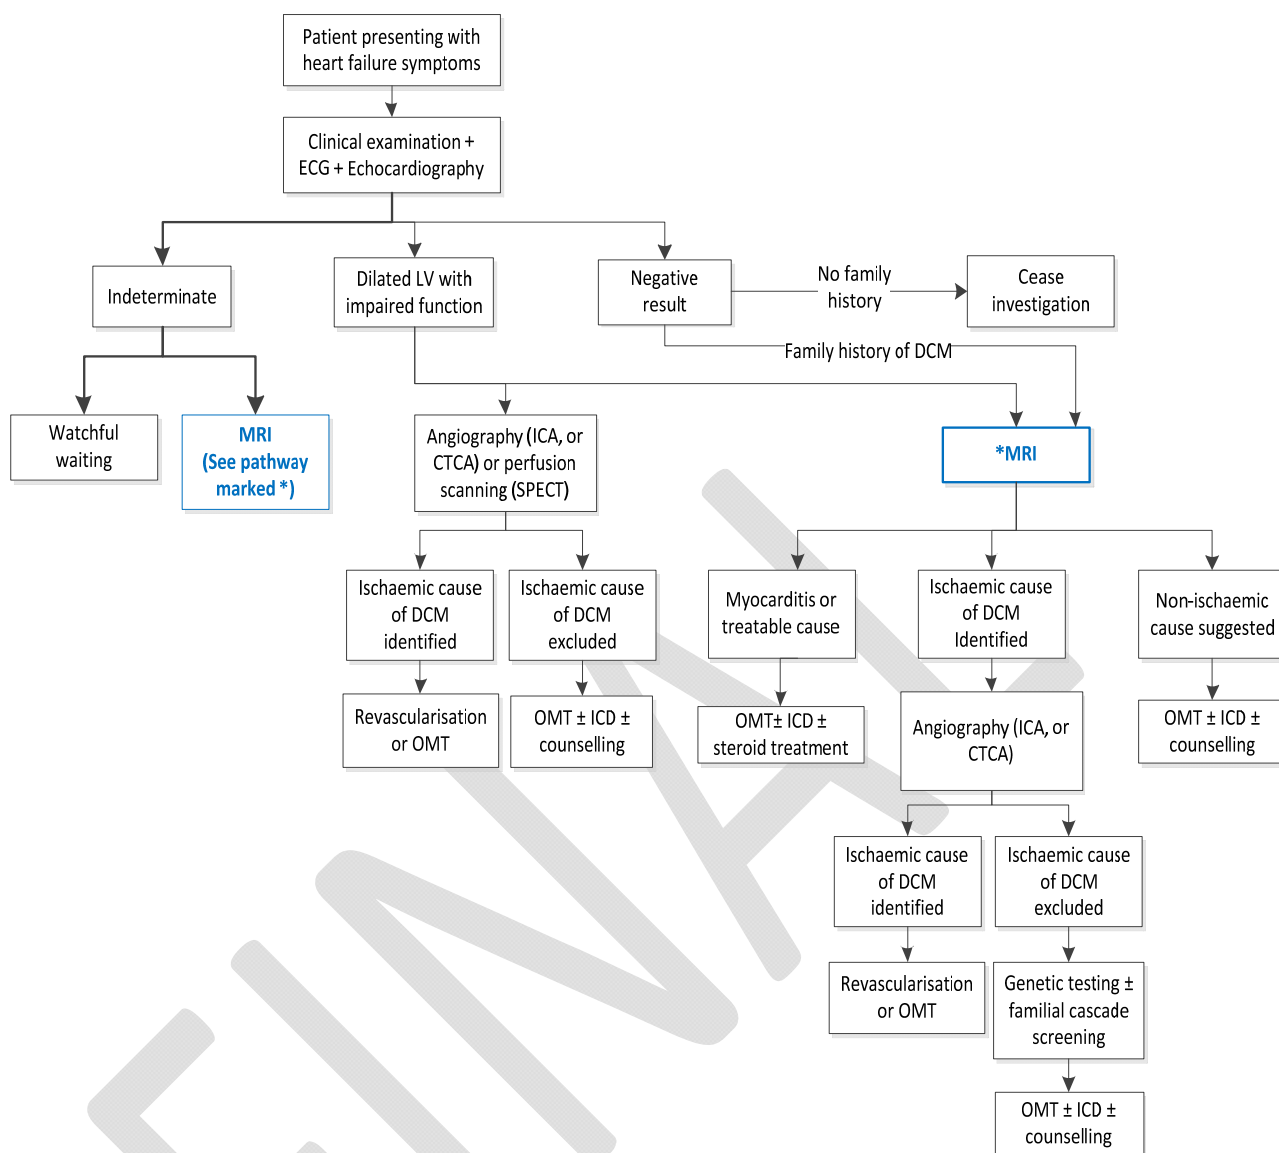 Patient presenting with
heart failure symptoms
Clinical examination +
ECG + Echocardiography
Indeterminate
Dilated LV with
impaired function
Negative
result
No family
history
Cease
investigation
Family history of DCM
Watchful
waiting
MRI
(See pathway
marked *)
Angiography (ICA, or
CTCA) or perfusion
scanning (SPECT)
*MRI
Ischaemic cause
of DCM
identified
Ischaemic cause
of DCM
excluded
Myocarditis or
treatable cause
Ischaemic cause
of DCM
Identified
Non-ischaemic
cause suggested
Revascularisation
or OMT
OMT ± ICD ±
counselling
OMT± ICD ±
steroid treatment
Angiography (ICA, or
CTCA)
OMT ± ICD ±
counselling
Ischaemic cause
of DCM
identified
Ischaemic cause
of DCM
excluded
Revascularisation
or OMT
Genetic testing ±
familial cascade
screening
OMT ± ICD ±
counselling
FINAL